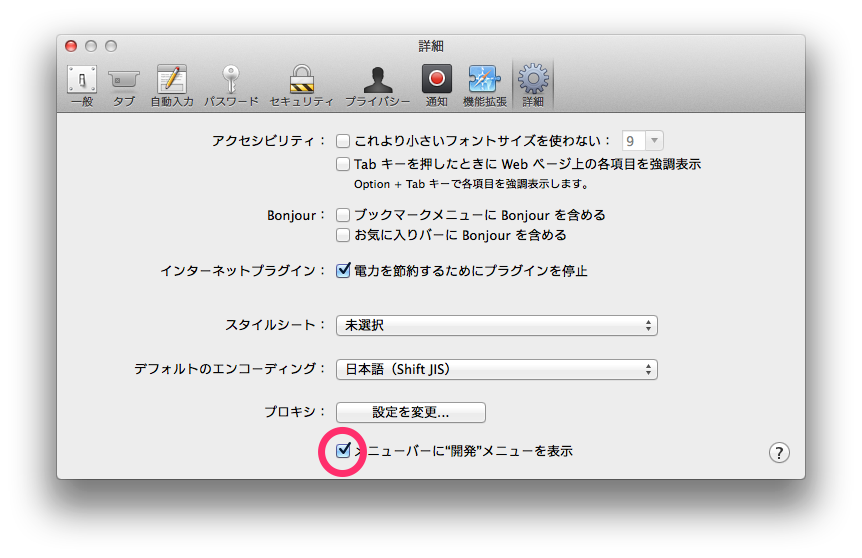 詳細
一般 タブ 自動入力 パスワード セキュリティ プライバシー 通知 機能拡張 詳細
アクセシビリティ： これより小さいフォントサイズを使わない： 9
Tab キーを押したときに Web ページ上の各項目を強調表示
Option + Tab キーで各項目を強調表示します。
Bonjour： ブックマークメニューに Bonjour を含める
お気に入りバーに Bonjour を含める
インターネットプラグイン： 電力を節約するためにプラグインを停止
スタイルシート： 未選択
デフォルトのエンコーディング： 日本語（Shift JIS）
プロキシ： 設定を変更...
メニューバーに“開発”メニューを表示
?